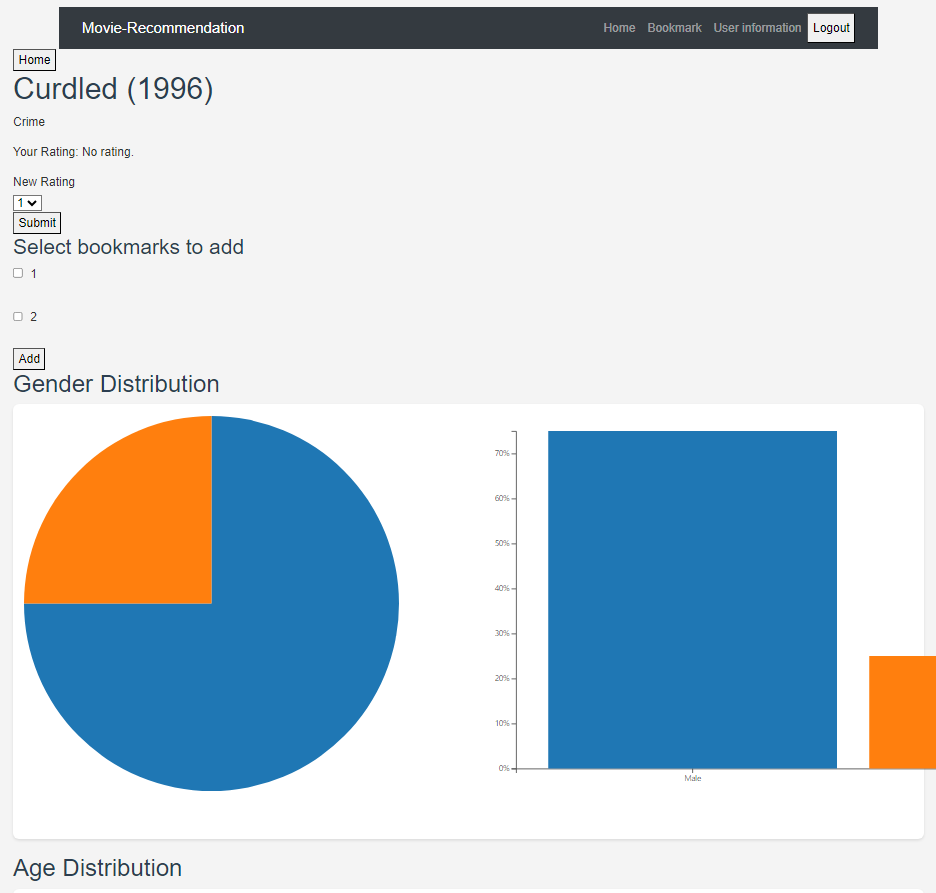 Movie-Recommendation Home Bookmark User information Logout
Home
Curdled (1996)
Crime
Your Rating: No rating.
New Rating
1
Submit
Select bookmarks to add
1
2
Add
Gender Distribution
70%
60%
50%
40%
30%
20%
10%
0%
Male
Age Distribution